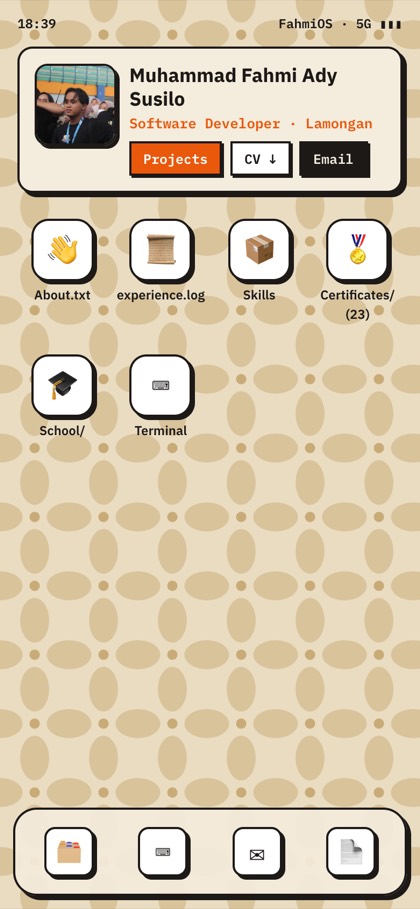 18:39
FahmiOS · 5G
Muhammad Fahmi Ady
Susilo
Software Developer · Lamongan
Projects
CV ↓
Email
About.txt
experience.log
Skills
Certificates/
(23)
School/
Terminal